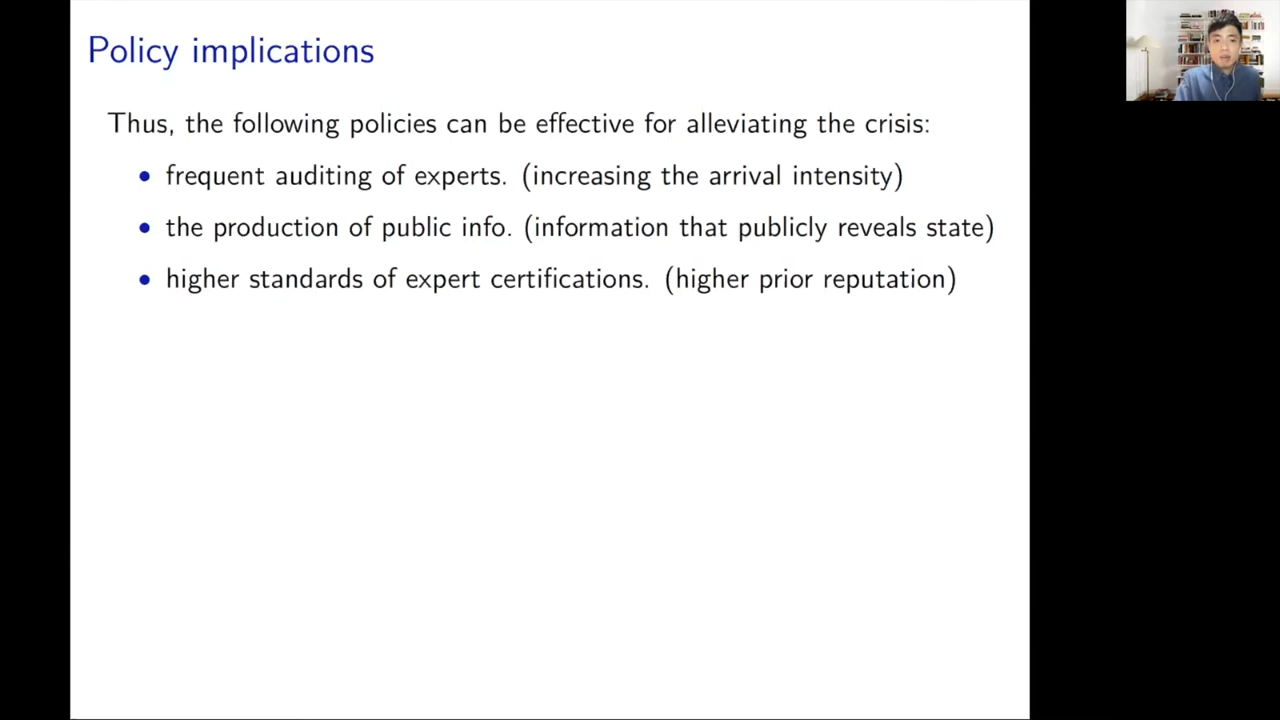 Policy implications
Thus, the following policies can be effective for alleviating the crisis:
• frequent auditing of experts. (increasing the arrival intensity)
• the production of public info. (information that publicly reveals state)
• higher standards of expert certifications. (higher prior reputation)